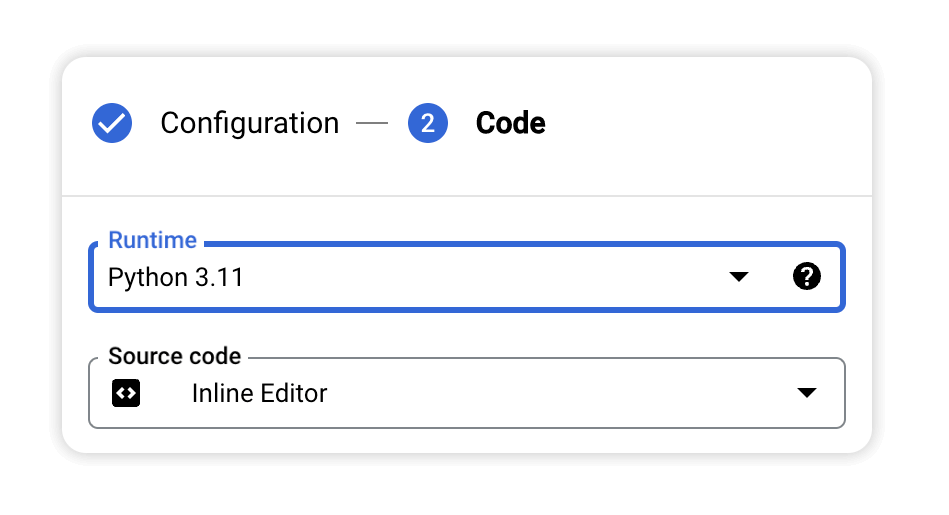 Configuration — 2 Code
Runtime
Python 3.11
Source code
Inline Editor